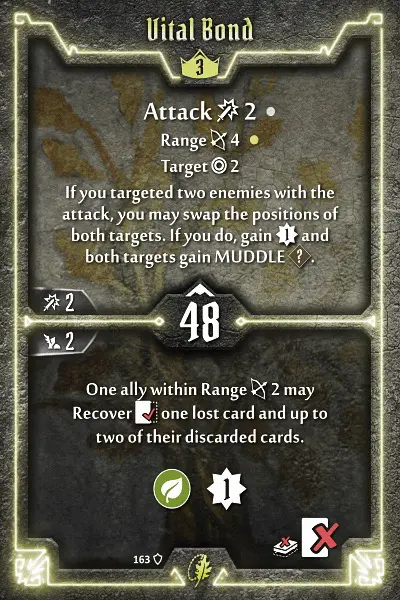 Vital Bond
3
Attack 2
Range 4
Target 2
If you targeted two enemies with the
attack, you may swap the positions of
both targets. If you do, gain 1 and
both targets gain MUDDLE ?.
2
48
2
One ally within Range 2 may
Recover one lost card and up to
two of their discarded cards.
1
163